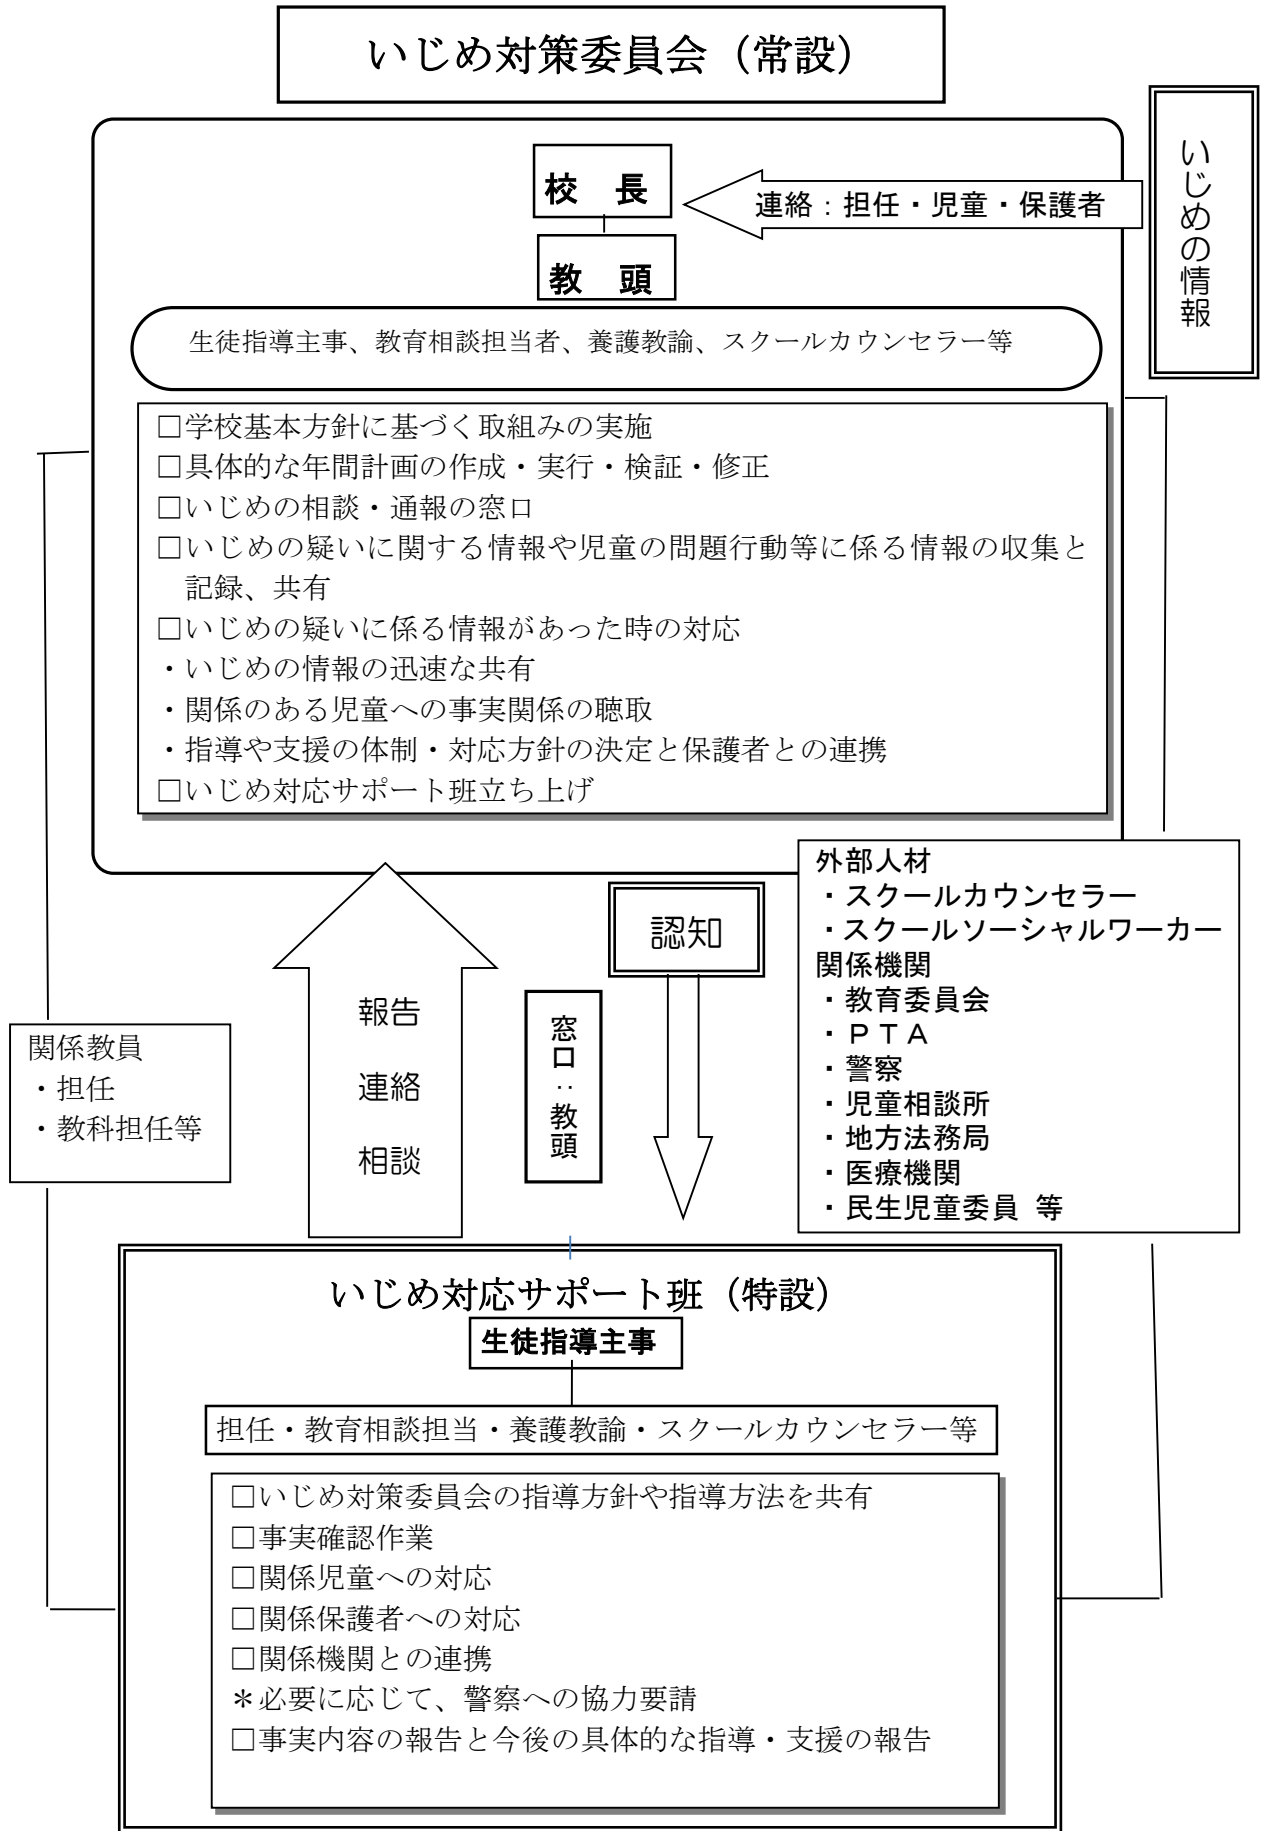 いじめ対策委員会（常設）
いじめの情報
校　長
連絡：担任・児童・保護者
教　頭
生徒指導主事、教育相談担当者、養護教諭、スクールカウンセラー等
□学校基本方針に基づく取組みの実施
□具体的な年間計画の作成・実行・検証・修正
□いじめの相談・通報の窓口
□いじめの疑いに関する情報や児童の問題行動等に係る情報の収集と
記録、共有
□いじめの疑いに係る情報があった時の対応
・いじめの情報の迅速な共有
・関係のある児童への事実関係の聴取
・指導や支援の体制・対応方針の決定と保護者との連携
□いじめ対応サポート班立ち上げ
外部人材
・スクールカウンセラー
・スクールソーシャルワーカー
関係機関
・教育委員会
・ＰＴＡ
・警察
・児童相談所
・地方法務局
・医療機関
・民生児童委員　等
認知
窓口：教頭
報告
連絡
相談
関係教員
・担任
・教科担任等
いじめ対応サポート班（特設）
生徒指導主事
担任・教育相談担当・養護教諭・スクールカウンセラー等
□いじめ対策委員会の指導方針や指導方法を共有
□事実確認作業
□関係児童への対応
□関係保護者への対応
□関係機関との連携
＊必要に応じて、警察への協力要請
□事実内容の報告と今後の具体的な指導・支援の報告